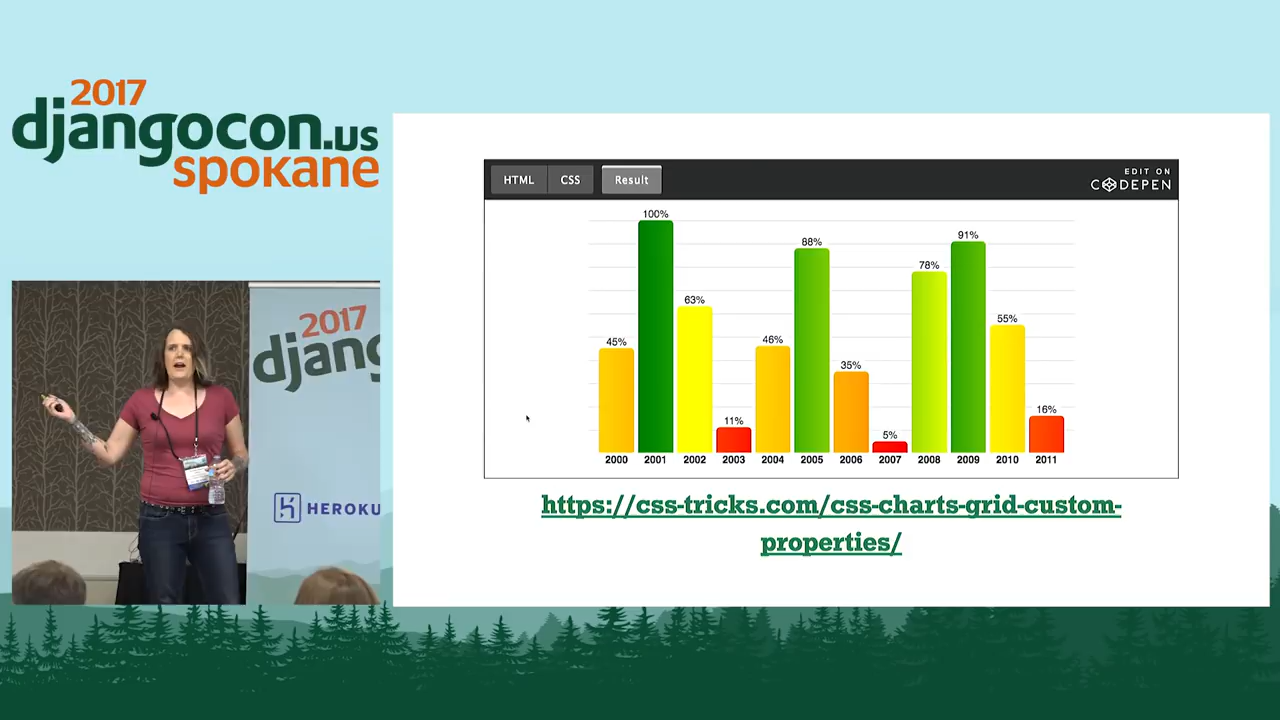 2017
djangocon.us
spokane
2017
djang
HEROKU
HTML
CSS
Result
EDIT ON
CODEPEN
100%
91%
88%
78%
63%
55%
45%
46%
35%
16%
11%
5%
2000 2001 2002 2003 2004 2005 2006 2007 2008 2009 2010 2011
https://css-tricks.com/css-charts-grid-custom-
properties/